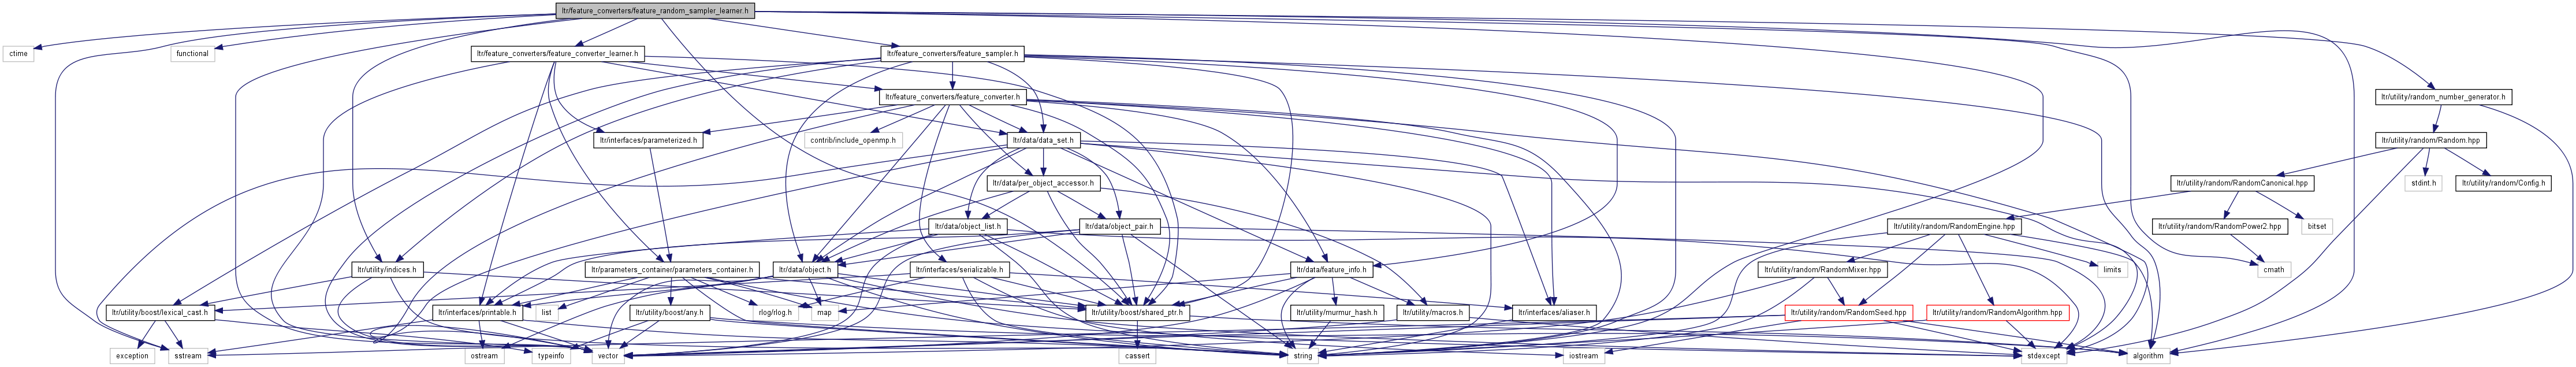 ltr/feature_converters/feature_random_sampler_learner.h
ctime
functional
ltr/feature_converters/feature_converter_learner.h
ltr/feature_converters/feature_sampler.h
ltr/feature_converters/feature_converter.h
ltr/utility/random_number_generator.h
ltr/interfaces/parameterized.h
contrib/include_openmp.h
ltr/data/data_set.h
ltr/utility/random/Random.hpp
ltr/data/per_object_accessor.h
ltr/utility/random/RandomCanonical.hpp
stdint.h
ltr/utility/random/Config.h
ltr/data/object_list.h
ltr/data/object_pair.h
ltr/utility/random/RandomEngine.hpp
ltr/utility/random/RandomPower2.hpp
bitset
ltr/utility/indices.h
ltr/parameters_container/parameters_container.h
ltr/data/object.h
ltr/interfaces/serializable.h
ltr/data/feature_info.h
ltr/utility/random/RandomMixer.hpp
limits
cmath
ltr/utility/boost/lexical_cast.h
ltr/interfaces/printable.h
list
ltr/utility/boost/any.h
rlog/rlog.h
map
ltr/utility/boost/shared_ptr.h
ltr/utility/murmur_hash.h
ltr/utility/macros.h
ltr/interfaces/aliaser.h
ltr/utility/random/RandomSeed.hpp
ltr/utility/random/RandomAlgorithm.hpp
exception
sstream
ostream
typeinfo
vector
string
iostream
cassert
stdexcept
algorithm